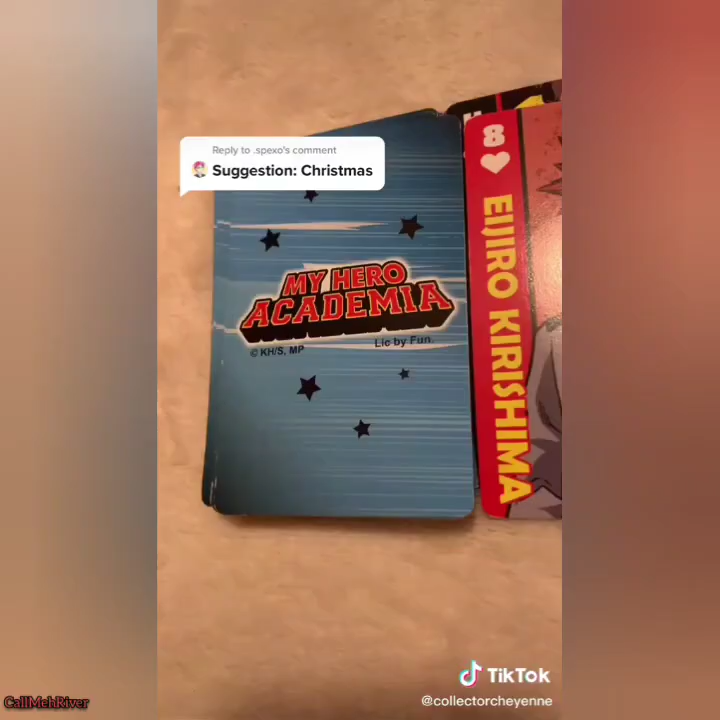 Reply to .spexo's comment
Suggestion: Christmas
MY HERO
ACADEMIA
© KH/S, MP
Lic by Fun.
8
EIJIRO KIRISHIMA
TikTok
@collectorcheyenne
CallMehRiver